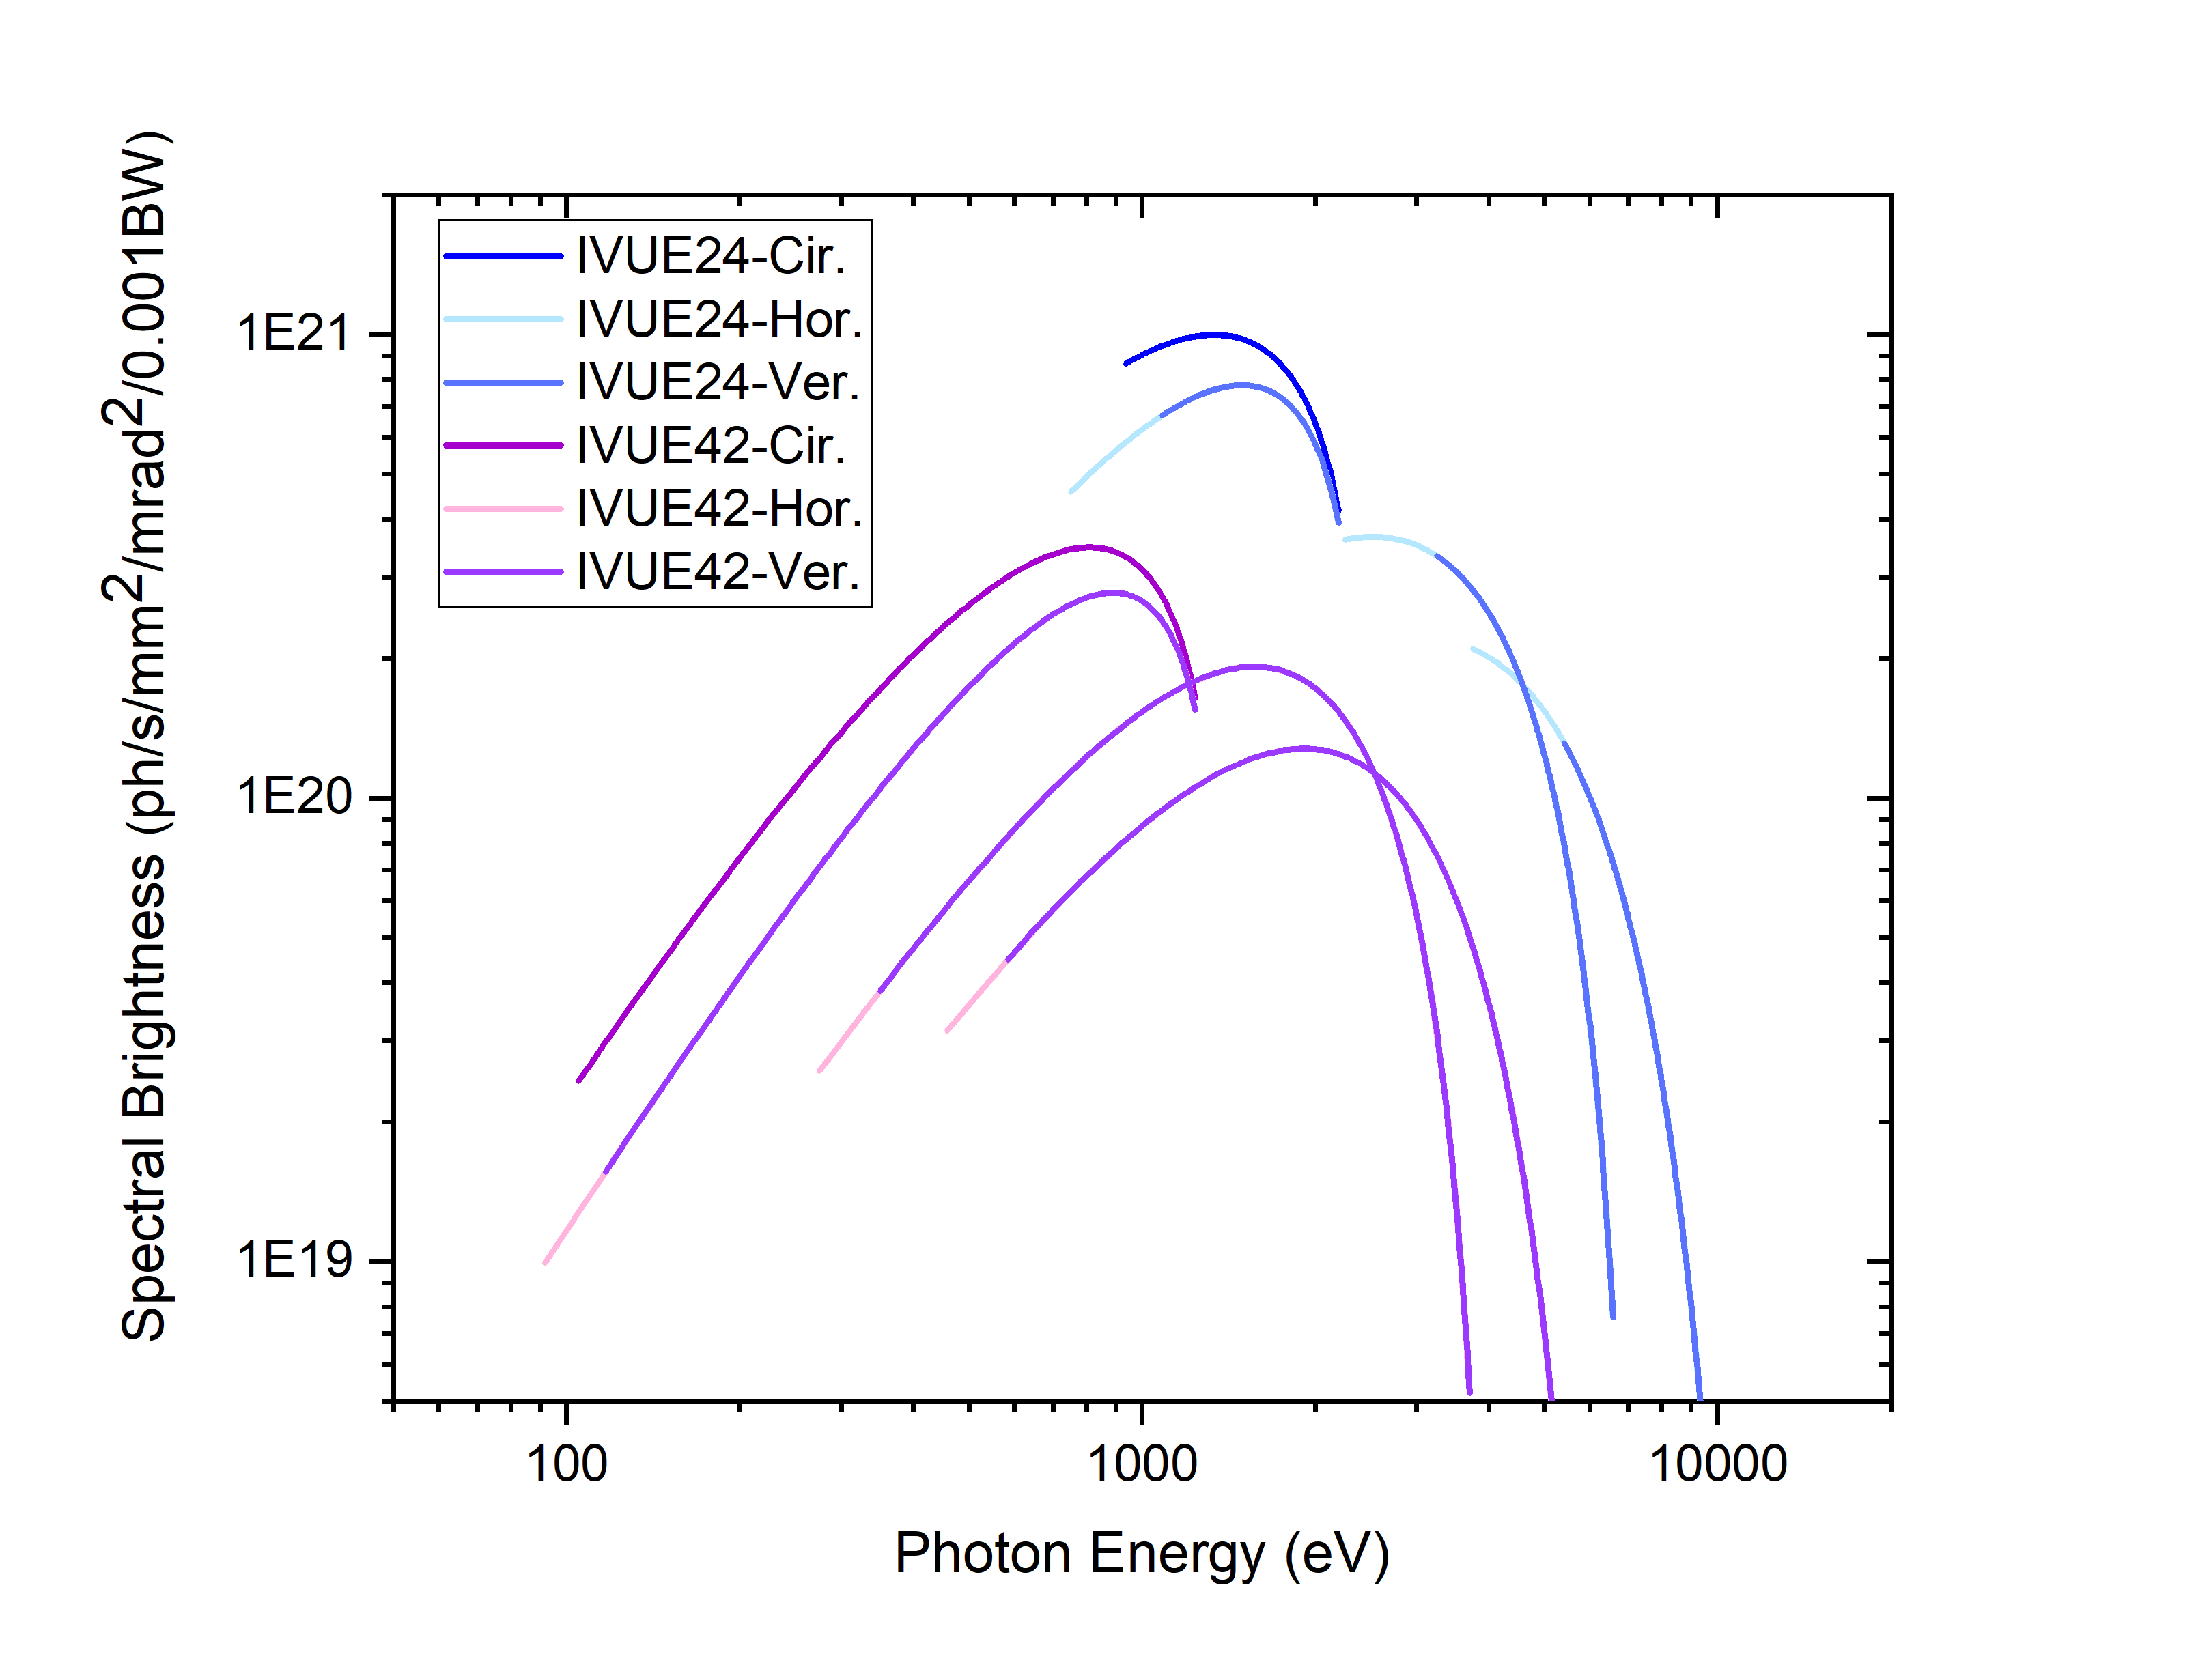 Spectral Brightness (ph/s/mm²/mrad²/0.001BW)
IVUE24-Cir.
IVUE24-Hor.
IVUE24-Ver.
IVUE42-Cir.
IVUE42-Hor.
IVUE42-Ver.
1E21
1E20
1E19
100 1000 10000
Photon Energy (eV)